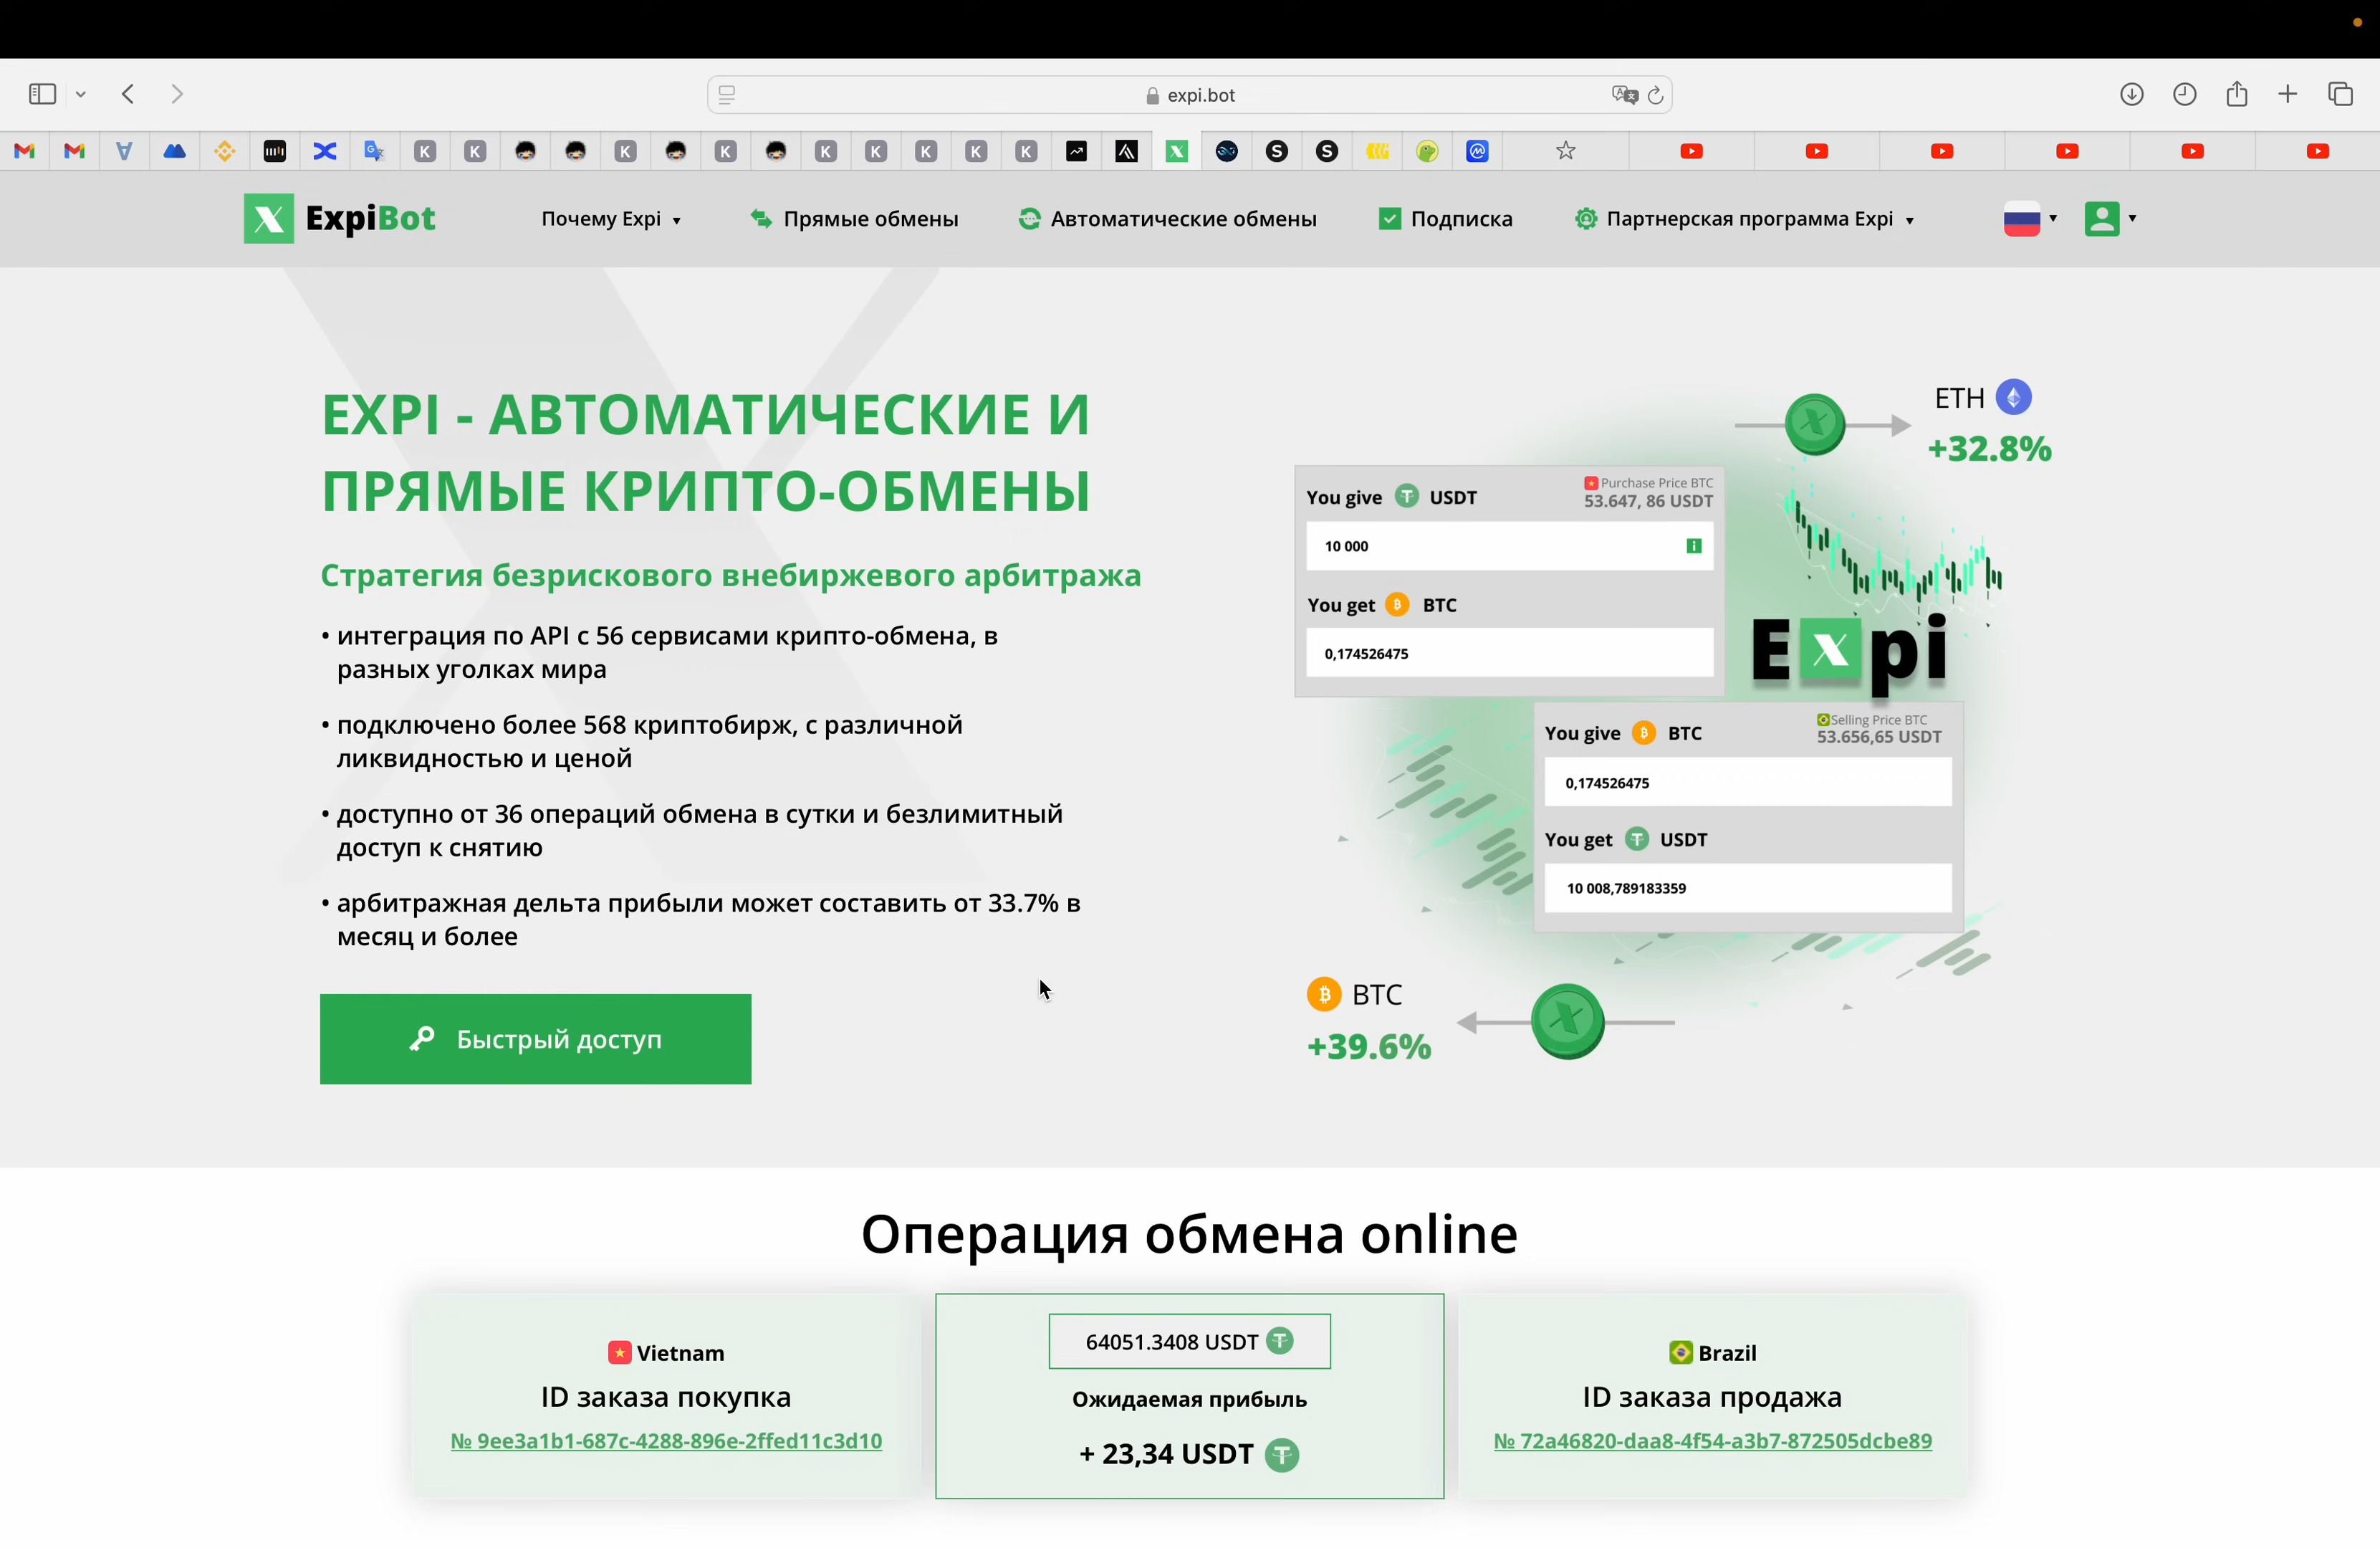 expi.bot
ExpiBot
Почему Expi
Прямые обмены
Автоматические обмены
Подписка
Партнерская программа Expi
EXPI - АВТОМАТИЧЕСКИЕ И
ПРЯМЫЕ КРИПТО-ОБМЕНЫ
Стратегия безрискового внебиржевого арбитража
• интеграция по API с 56 сервисами крипто-обмена, в
разных уголках мира
• подключено более 568 криптобирж, с различной
ликвидностью и ценой
• доступно от 36 операций обмена в сутки и безлимитный
доступ к снятию
• арбитражная дельта прибыли может составить от 33.7% в
месяц и более
Быстрый доступ
ETH
+32.8%
You give USDT
Purchase Price BTC
53.647, 86 USDT
10 000
You get BTC
0,174526475
Expi
You give BTC
Selling Price BTC
53.656,65 USDT
0,174526475
You get USDT
10 008,789183359
BTC
+39.6%
Операция обмена online
Vietnam
ID заказа покупка
№ 9ee3a1b1-687c-4288-896e-2ffed11c3d10
64051.3408 USDT
Ожидаемая прибыль
+ 23,34 USDT
Brazil
ID заказа продажа
№ 72a46820-daa8-4f54-a3b7-872505dcbe89